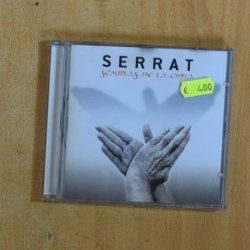 SERRAT
SOMBRAS DE LA CHINA
€ 4.00